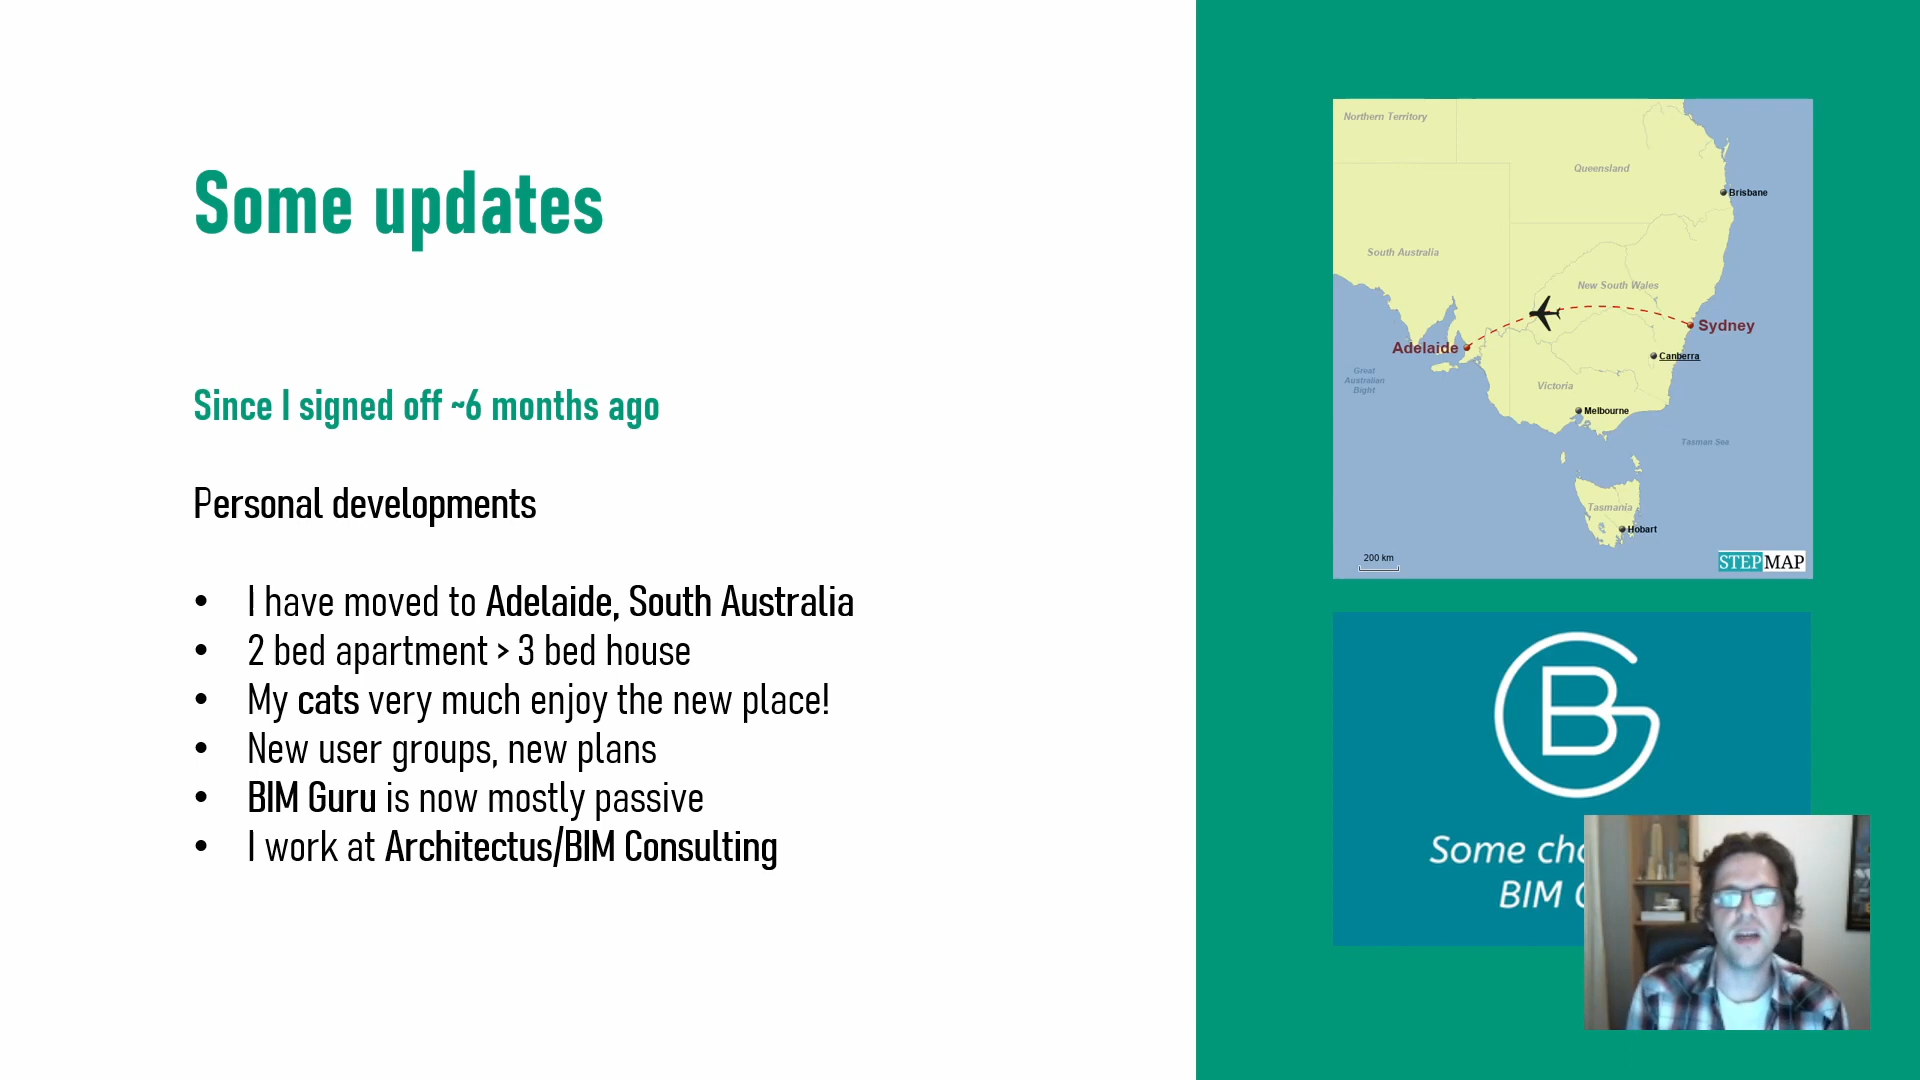 Some updates
Since I signed off ~6 months ago
Personal developments
• I have moved to Adelaide, South Australia
• 2 bed apartment > 3 bed house
• My cats very much enjoy the new place!
• New user groups, new plans
• BIM Guru is now mostly passive
• I work at Architectus/BIM Consulting
Northern Territory
Queensland
Brisbane
South Australia
New South Wales
Sydney
Adelaide
Canberra
Great
Australian
Bight
Victoria
Melbourne
Tasman Sea
Tasmania
Hobart
200 km
STEPMAP
BG
Some
BIM